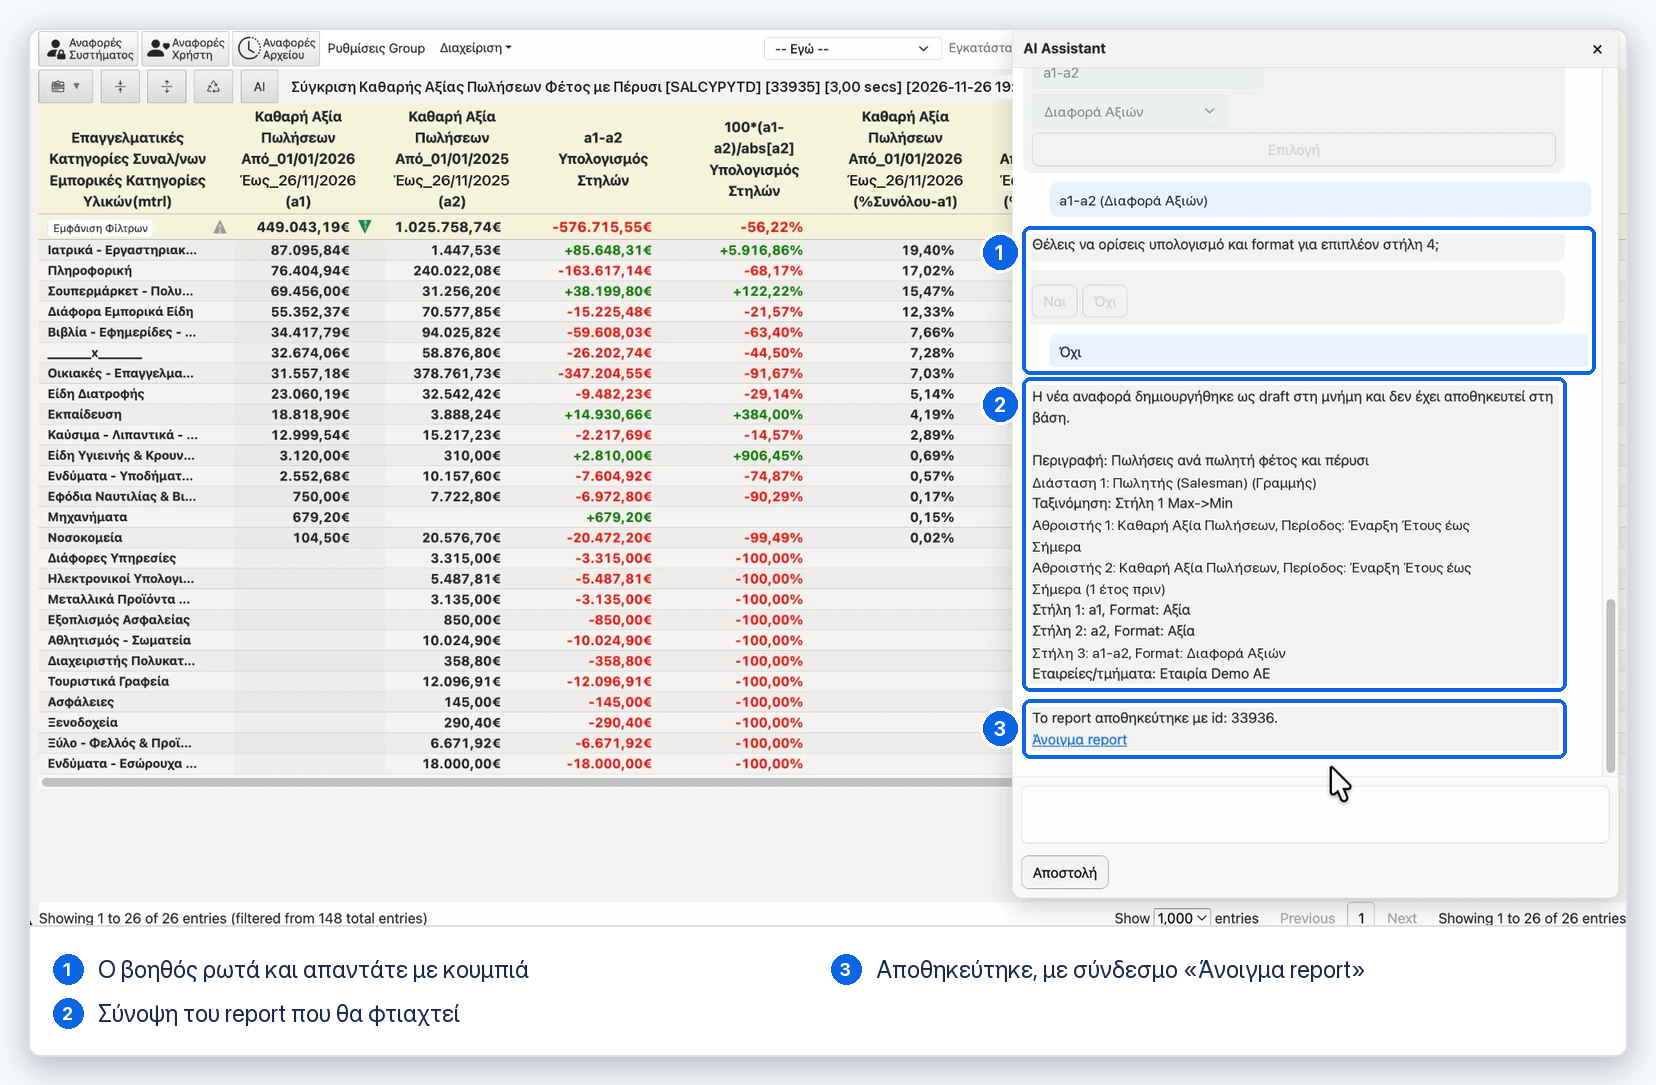 Αναφορές Συστήματος
Αναφορές Χρήστη
Αναφορές Αρχείου
Ρυθμίσεις Group
Διαχείριση
-- Εγώ --
AI
Σύγκριση Καθαρής Αξίας Πωλήσεων Φέτος με Πέρυσι [SALCYPYTD] [33935] [3,00 secs] [2026-11-26 19:
Επαγγελματικές Κατηγορίες Συναλ/νων Εμπορικές Κατηγορίες Υλικών(mtrl)
Καθαρή Αξία Πωλήσεων Από_01/01/2026 Έως_26/11/2026 (a1)
Καθαρή Αξία Πωλήσεων Από_01/01/2025 Έως_26/11/2025 (a2)
a1-a2 Υπολογισμός Στηλών
100*(a1-a2)/abs[a2] Υπολογισμός Στηλών
Καθαρή Αξία Πωλήσεων Από_01/01/2026 Έως_26/11/2026 (%Συνόλου-a1)
Εμφάνιση Φίλτρων 449.043,19€ 1.025.758,74€ -576.715,55€ -56,22%
Ιατρικά - Εργαστηριακ... 87.095,84€ 1.447,53€ +85.648,31€ +5.916,86% 19,40%
Πληροφορική 76.404,94€ 240.022,08€ -163.617,14€ -68,17% 17,02%
Σουπερμάρκετ - Πολυ... 69.456,00€ 31.256,20€ +38.199,80€ +122,22% 15,47%
Διάφορα Εμπορικά Είδη 55.352,37€ 70.577,85€ -15.225,48€ -21,57% 12,33%
Βιβλία - Εφημερίδες - ... 34.417,79€ 94.025,82€ -59.608,03€ -63,40% 7,66%
______x______ 32.674,06€ 58.876,80€ -26.202,74€ -44,50% 7,28%
Οικιακές - Επαγγελμα... 31.557,18€ 378.761,73€ -347.204,55€ -91,67% 7,03%
Είδη Διατροφής 23.060,19€ 32.542,42€ -9.482,23€ -29,14% 5,14%
Εκπαίδευση 18.818,90€ 3.888,24€ +14.930,66€ +384,00% 4,19%
Καύσιμα - Λιπαντικά - ... 12.999,54€ 15.217,23€ -2.217,69€ -14,57% 2,89%
Είδη Υγιεινής & Κρουν... 3.120,00€ 310,00€ +2.810,00€ +906,45% 0,69%
Ενδύματα - Υποδήματ... 2.552,68€ 10.157,60€ -7.604,92€ -74,87% 0,57%
Εφόδια Ναυτιλίας & Βι... 750,00€ 7.722,80€ -6.972,80€ -90,29% 0,17%
Μηχανήματα 679,20€ +679,20€ 0,15%
Νοσοκομεία 104,50€ 20.576,70€ -20.472,20€ -99,49% 0,02%
Διάφορες Υπηρεσίες 3.315,00€ -3.315,00€ -100,00%
Ηλεκτρονικοί Υπολογι... 5.487,81€ -5.487,81€ -100,00%
Μεταλλικά Προϊόντα ... 3.135,00€ -3.135,00€ -100,00%
Εξοπλισμός Ασφαλείας 850,00€ -850,00€ -100,00%
Αθλητισμός - Σωματεία 10.024,90€ -10.024,90€ -100,00%
Διαχειριστής Πολυκατ... 358,80€ -358,80€ -100,00%
Τουριστικά Γραφεία 12.096,91€ -12.096,91€ -100,00%
Ασφάλειες 145,00€ -145,00€ -100,00%
Ξενοδοχεία 290,40€ -290,40€ -100,00%
Ξύλο - Φελλός & Προϊ... 6.671,92€ -6.671,92€ -100,00%
Ενδύματα - Εσώρουχα ... 18.000,00€ -18.000,00€ -100,00%
Showing 1 to 26 of 26 entries (filtered from 148 total entries)
Show 1,000 entries Previous 1 Next Showing 1 to 26 of 26 entries
AI Assistant
×
a1-a2
Διαφορά Αξιών
Επιλογή
a1-a2 (Διαφορά Αξιών)
1
Θέλεις να ορίσεις υπολογισμό και format για επιπλέον στήλη 4;
Ναι Όχι
Όχι
2
Η νέα αναφορά δημιουργήθηκε ως draft στη μνήμη και δεν έχει αποθηκευτεί στη
βάση.
Περιγραφή: Πωλήσεις ανά πωλητή φέτος και πέρυσι
Διάσταση 1: Πωλητής (Salesman) (Γραμμής)
Ταξινόμηση: Στήλη 1 Max->Min
Αθροιστής 1: Καθαρή Αξία Πωλήσεων, Περίοδος: Έναρξη Έτους έως
Σήμερα
Αθροιστής 2: Καθαρή Αξία Πωλήσεων, Περίοδος: Έναρξη Έτους έως
Σήμερα (1 έτος πριν)
Στήλη 1: a1, Format: Αξία
Στήλη 2: a2, Format: Αξία
Στήλη 3: a1-a2, Format: Διαφορά Αξιών
Εταιρείες/τμήματα: Εταιρία Demo ΑΕ
3
Το report αποθηκεύτηκε με id: 33936.
Άνοιγμα report
Αποστολή
1 Ο βοηθός ρωτά και απαντάτε με κουμπιά
2 Σύνοψη του report που θα φτιαχτεί
3 Αποθηκεύτηκε, με σύνδεσμο «Άνοιγμα report»